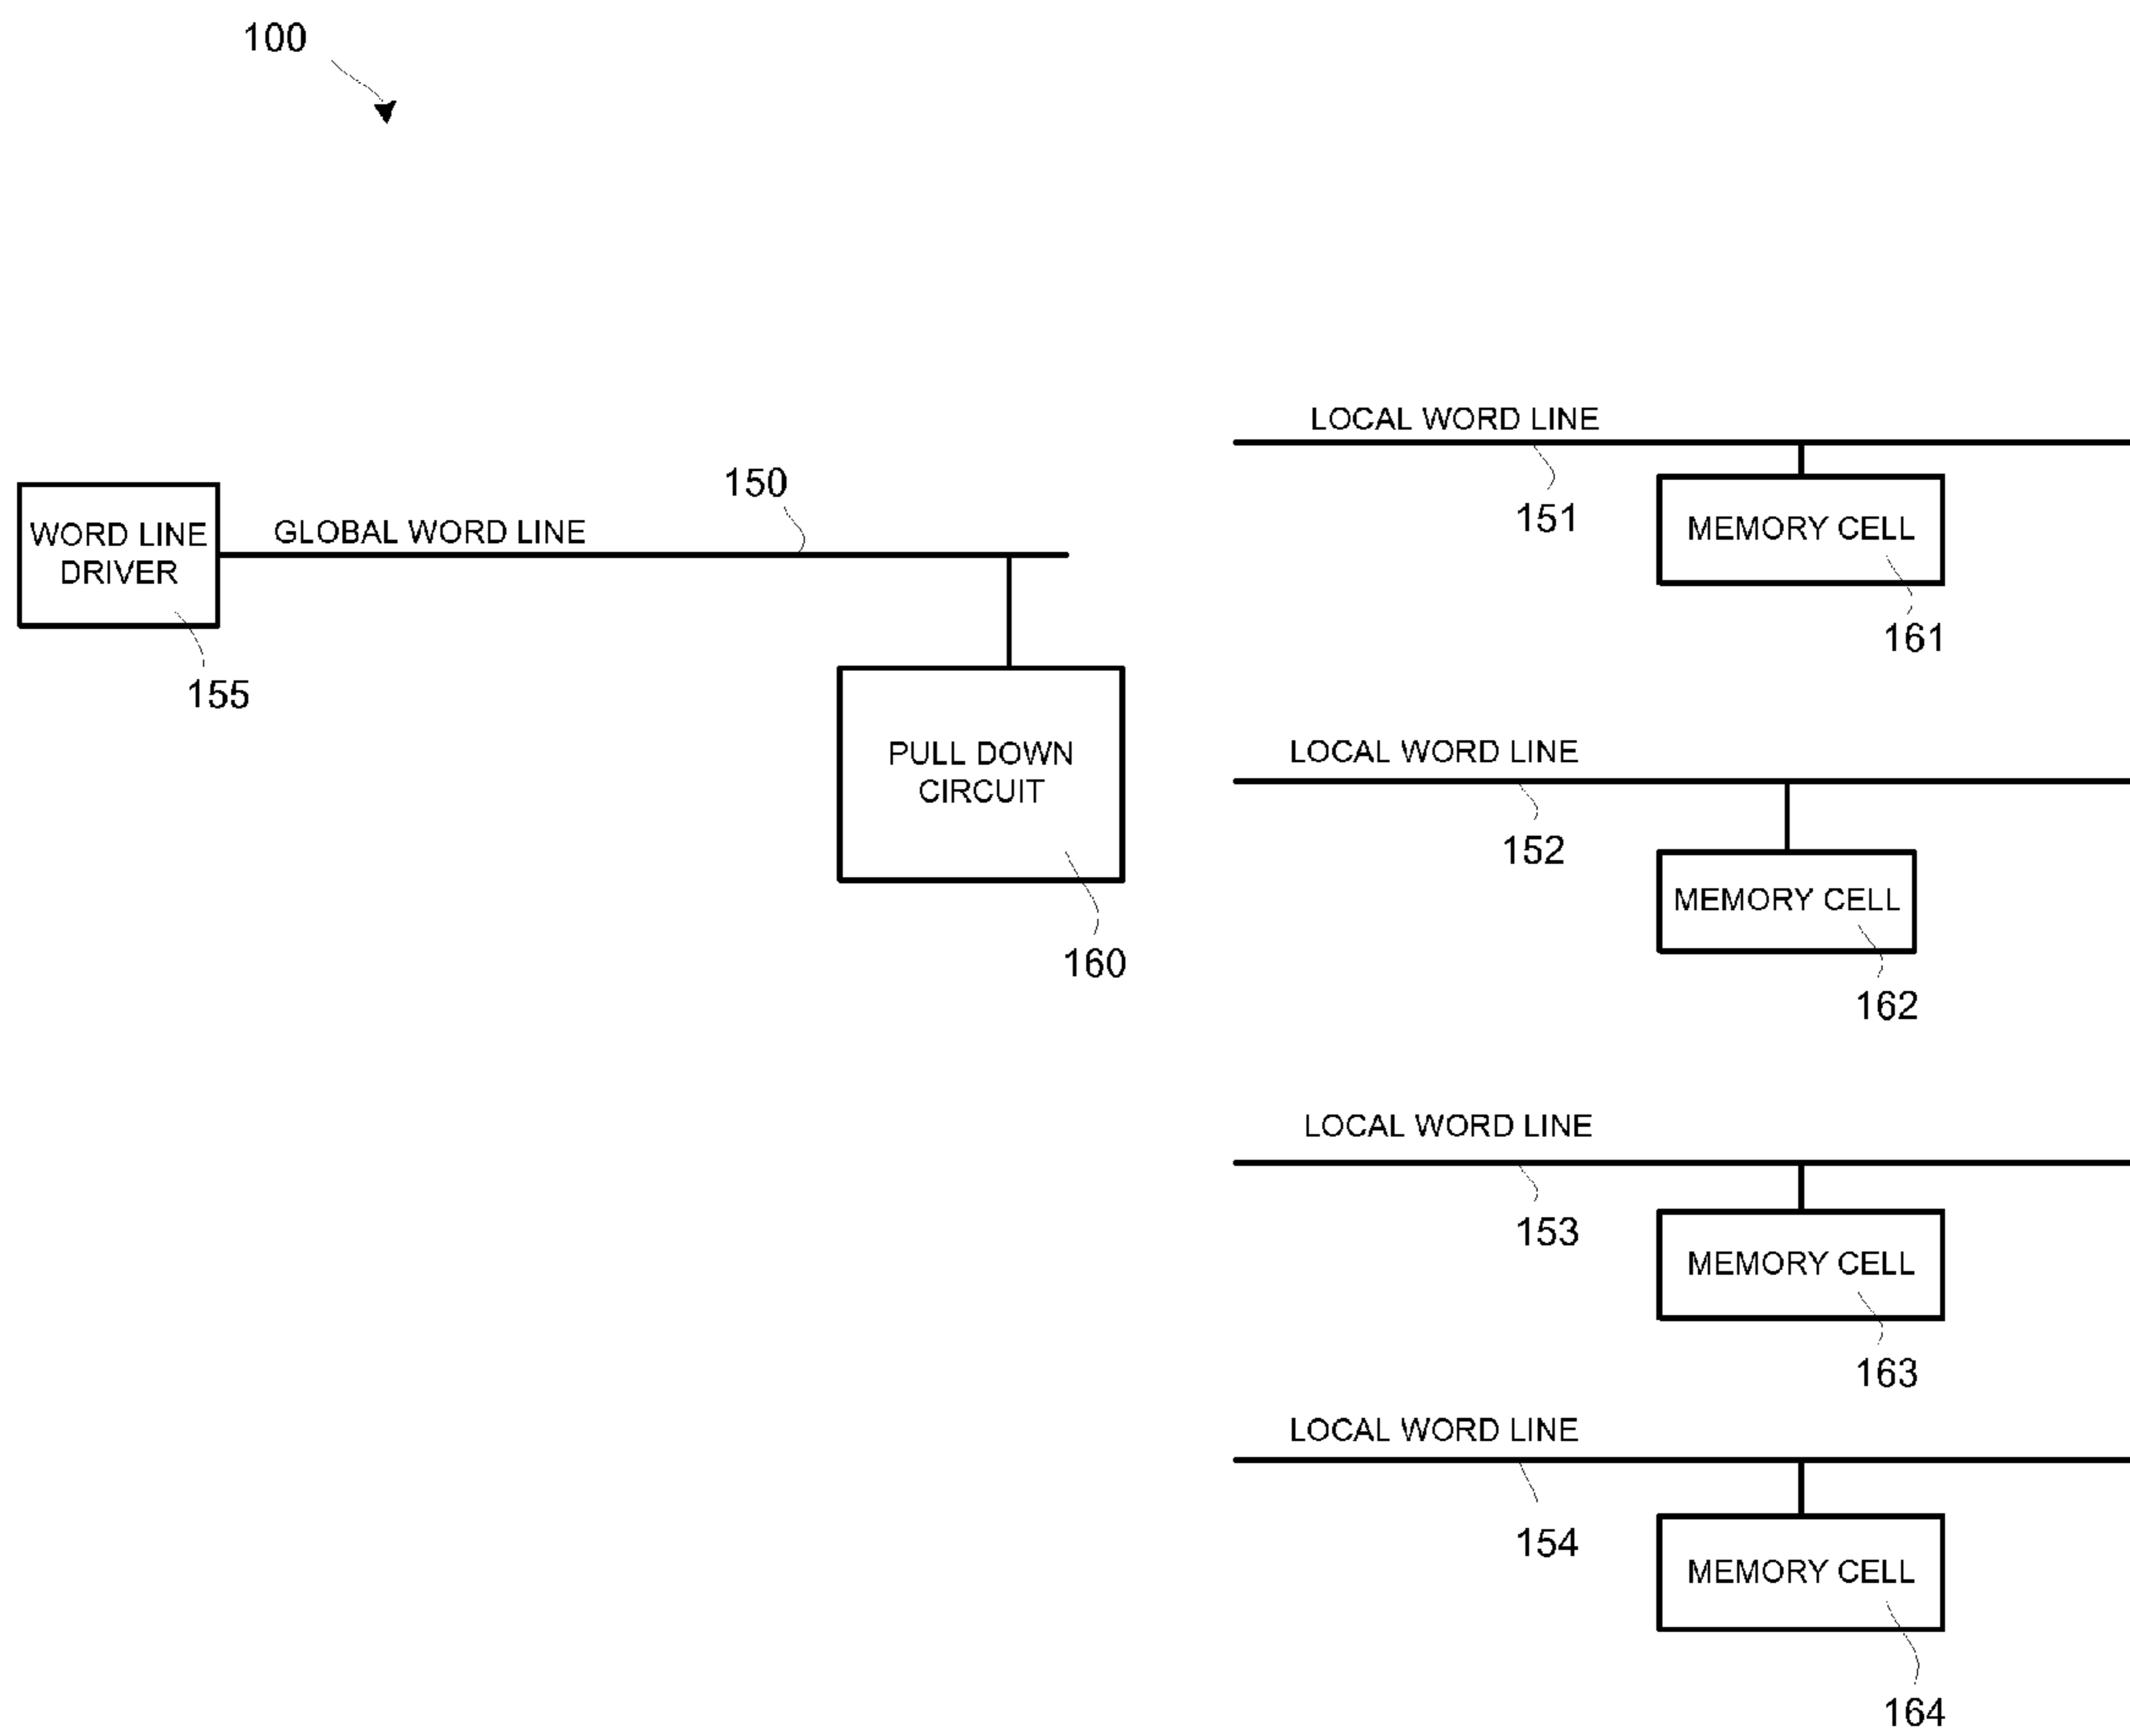 100
LOCAL WORD LINE
151
MEMORY CELL
161
150
GLOBAL WORD LINE
WORD LINE
DRIVER
155
PULL DOWN
CIRCUIT
160
LOCAL WORD LINE
152
MEMORY CELL
162
LOCAL WORD LINE
153
MEMORY CELL
163
LOCAL WORD LINE
154
MEMORY CELL
164